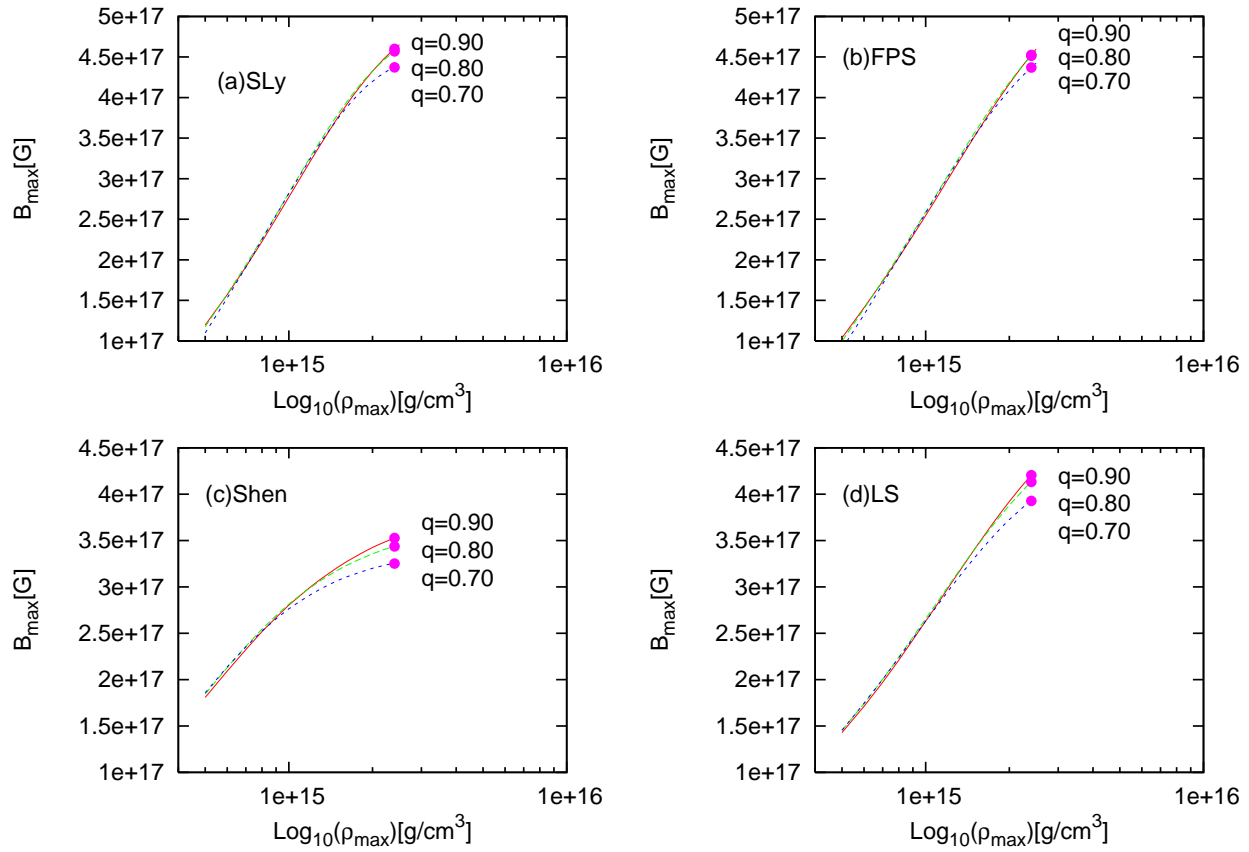 5e+17
4.5e+17
4e+17
3.5e+17
3e+17
2.5e+17
2e+17
1.5e+17
1e+17
B_max[G]
(a)SLy
q=0.90
q=0.80
q=0.70
1e+15
1e+16
Log_10(ρ_max)[g/cm^3]
5e+17
4.5e+17
4e+17
3.5e+17
3e+17
2.5e+17
2e+17
1.5e+17
1e+17
B_max[G]
(b)FPS
q=0.90
q=0.80
q=0.70
1e+15
1e+16
Log_10(ρ_max)[g/cm^3]
4.5e+17
4e+17
3.5e+17
3e+17
2.5e+17
2e+17
1.5e+17
1e+17
B_max[G]
(c)Shen
q=0.90
q=0.80
q=0.70
1e+15
1e+16
Log_10(ρ_max)[g/cm^3]
4.5e+17
4e+17
3.5e+17
3e+17
2.5e+17
2e+17
1.5e+17
1e+17
B_max[G]
(d)LS
q=0.90
q=0.80
q=0.70
1e+15
1e+16
Log_10(ρ_max)[g/cm^3]